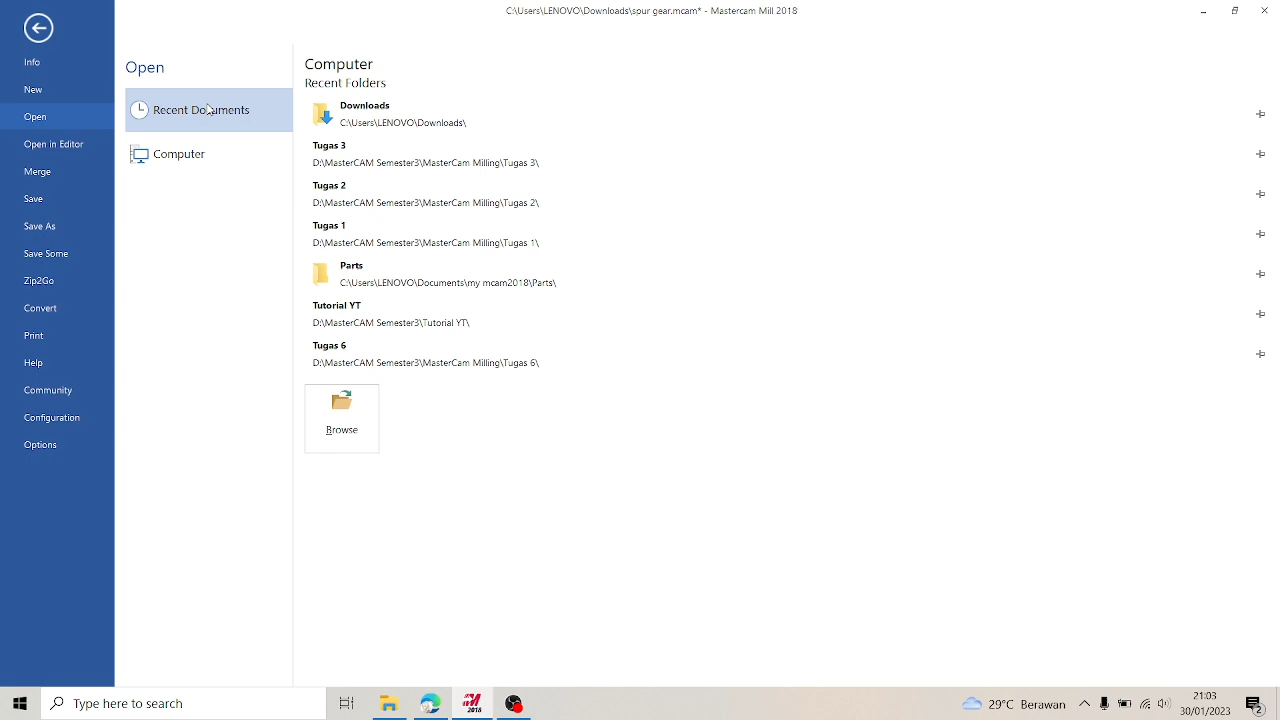 C:\Users\LENOVO\Downloads\spur gear.mcam* - Mastercam Mill 2018
Info
New
Open
Open in Editor
Merge
Save
Save As
Save Some
Zip2Go
Convert
Print
Help
Community
Configuration
Options
Open
Recent Documents
Computer
Computer
Recent Folders
Downloads
C:\Users\LENOVO\Downloads\
Tugas 3
D:\MasterCAM Semester3\MasterCam Milling\Tugas 3\
Tugas 2
D:\MasterCAM Semester3\MasterCam Milling\Tugas 2\
Tugas 1
D:\MasterCAM Semester3\MasterCam Milling\Tugas 1\
Parts
C:\Users\LENOVO\Documents\my mcam2018\Parts\
Tutorial YT
D:\MasterCAM Semester3\Tutorial YT\
Tugas 6
D:\MasterCAM Semester3\MasterCam Milling\Tugas 6\
Browse
Type here to search
2018
29°C Berawan
21:03
30/01/2023
2